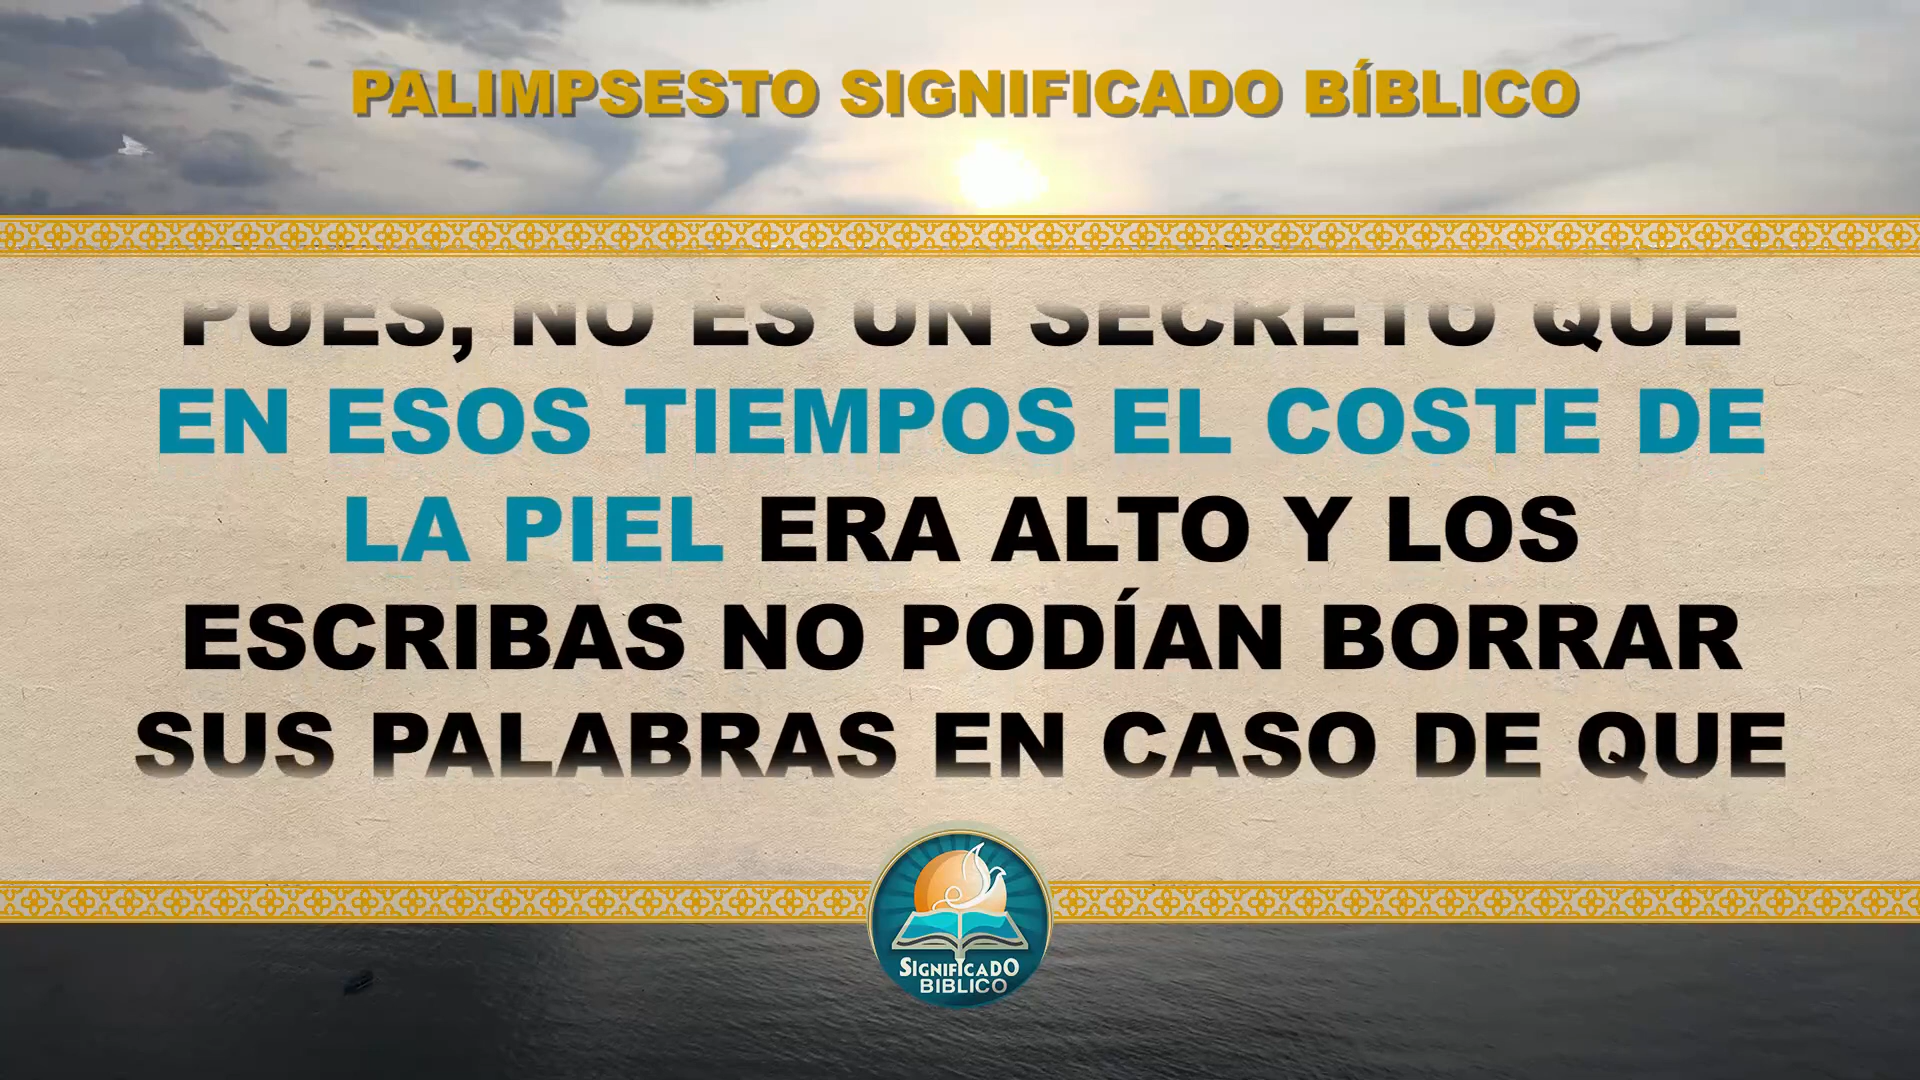 PALIMPSESTO SIGNIFICADO BÍBLICO
PUES, NO ES UN SECRETO QUE
EN ESOS TIEMPOS EL COSTE DE
LA PIEL ERA ALTO Y LOS
ESCRIBAS NO PODÍAN BORRAR
SUS PALABRAS EN CASO DE QUE
SIGNIFICADO
BIBLICO